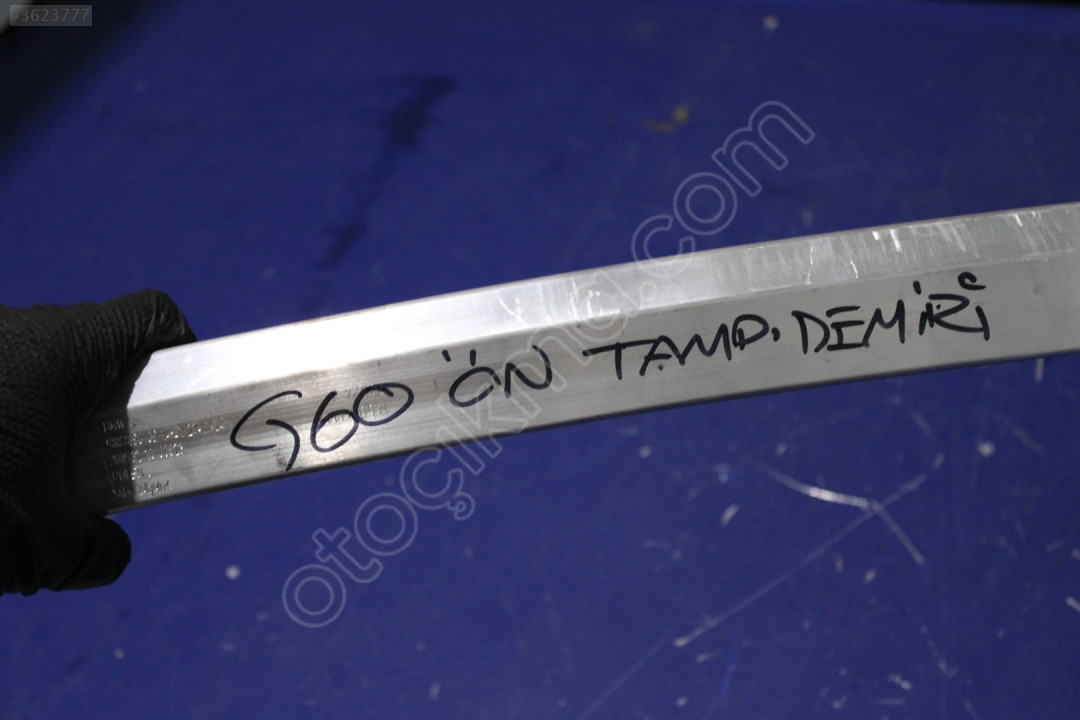 #3623777
otoçıkma.com
G60 ÖN TAMP. DEMİRİ